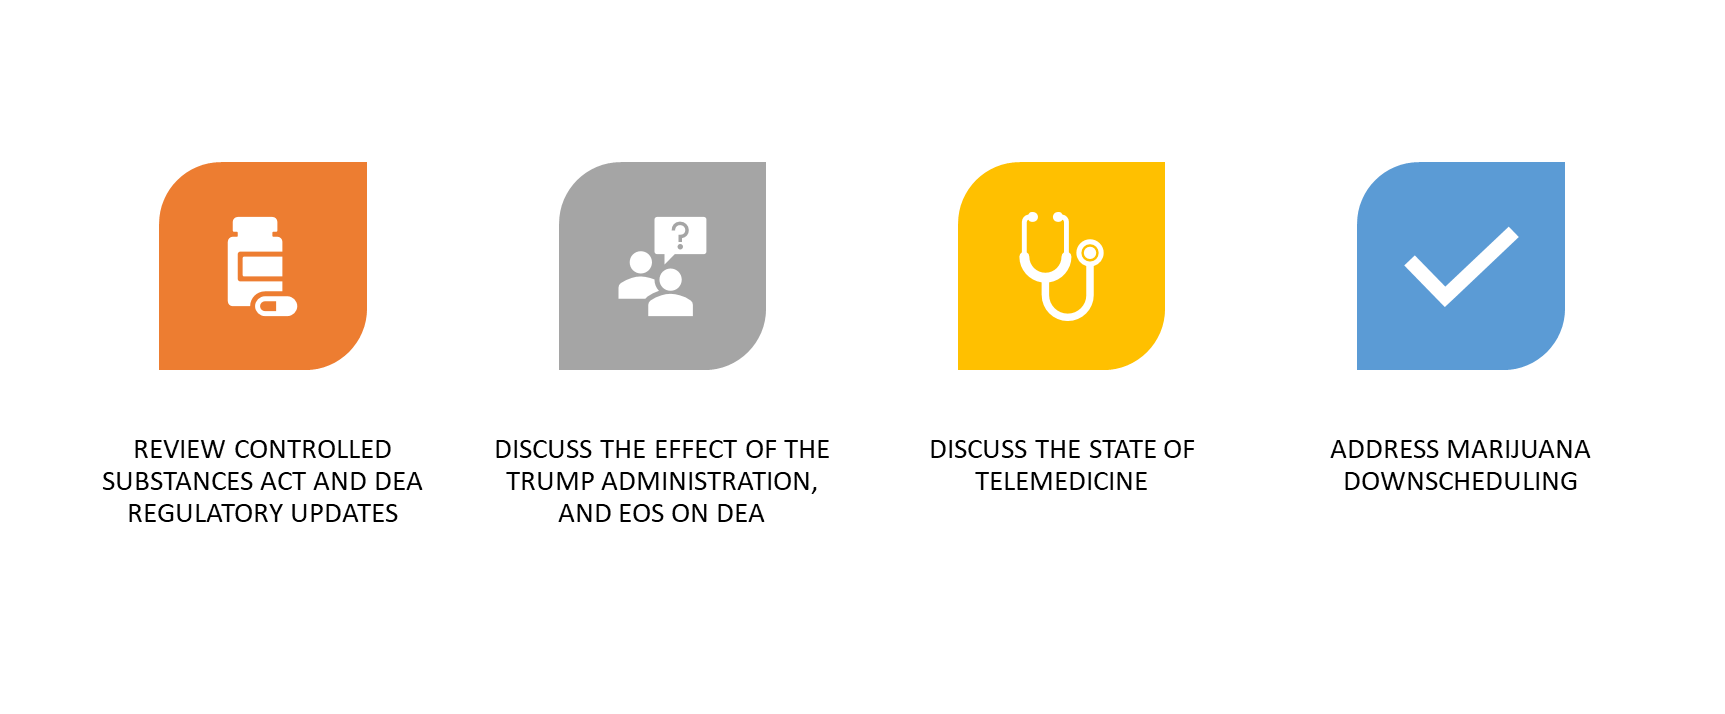 ?
REVIEW CONTROLLED
SUBSTANCES ACT AND DEA
REGULATORY UPDATES
DISCUSS THE EFFECT OF THE
TRUMP ADMINISTRATION,
AND EOS ON DEA
DISCUSS THE STATE OF
TELEMEDICINE
ADDRESS MARIJUANA
DOWNSCHEDULING